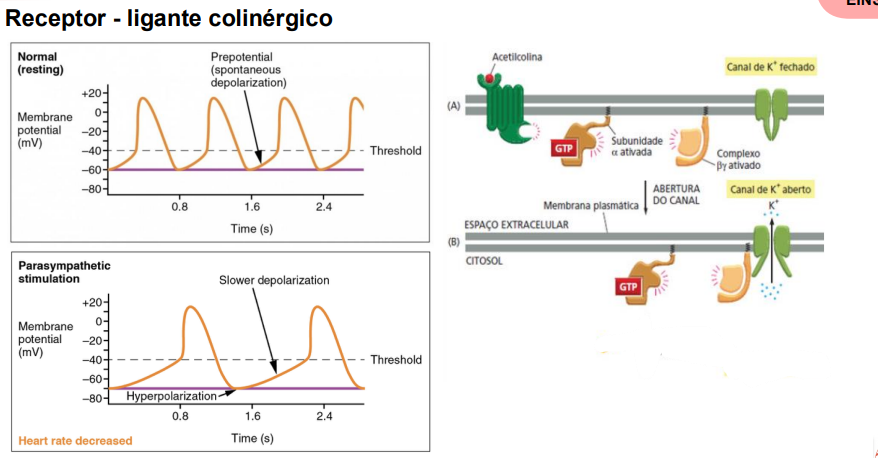 Receptor - ligante colinérgico
EINS
Normal
(resting)
Prepotential
(spontaneous
depolarization)
Membrane
potential
(mV)
+20
0
−20
−40
−60
−80
Threshold
0.8
1.6
2.4
Time (s)
Parasympathetic
stimulation
Slower depolarization
Membrane
potential
(mV)
+20
0
−20
−40
−60
−80
Threshold
Hyperpolarization
0.8
1.6
2.4
Time (s)
Heart rate decreased
Acetilcolina
Canal de K+ fechado
(A)
GTP
Subunidade
α ativada
Complexo
βγ ativado
ABERTURA
DO CANAL
Canal de K+ aberto
K+
Membrana plasmática
ESPAÇO EXTRACELULAR
(B)
CITOSOL
GTP